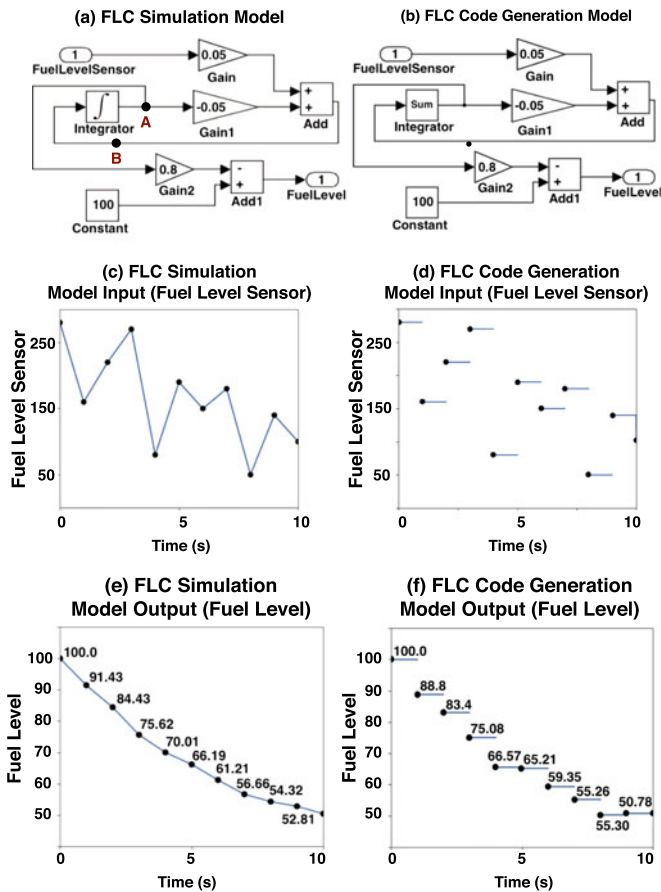 (a) FLC Simulation Model
1
FuelLevelSensor
0.05
Gain
∫
Integrator
A
-0.05
Gain1
+
+
Add
B
0.8
Gain2
-
+
Add1
1
FuelLevel
100
Constant
(b) FLC Code Generation Model
1
FuelLevelSensor
0.05
Gain
Sum
Integrator
-0.05
Gain1
+
+
Add
0.8
Gain2
-
+
Add1
1
FuelLevel
100
Constant
(c) FLC Simulation
Model Input (Fuel Level Sensor)
Fuel Level Sensor
250
150
50
0
5
10
Time (s)
(d) FLC Code Generation
Model Input (Fuel Level Sensor)
Fuel Level Sensor
250
150
50
0
5
10
Time (s)
(e) FLC Simulation
Model Output (Fuel Level)
Fuel Level
100
90
80
70
60
50
100.0
91.43
84.43
75.62
70.01
66.19
61.21
56.66
54.32
52.81
0
5
10
Time (s)
(f) FLC Code Generation
Model Output (Fuel Level)
Fuel Level
100
90
80
70
60
50
100.0
88.8
83.4
75.08
66.57
65.21
59.35
55.26
55.30
50.78
0
5
10
Time (s)